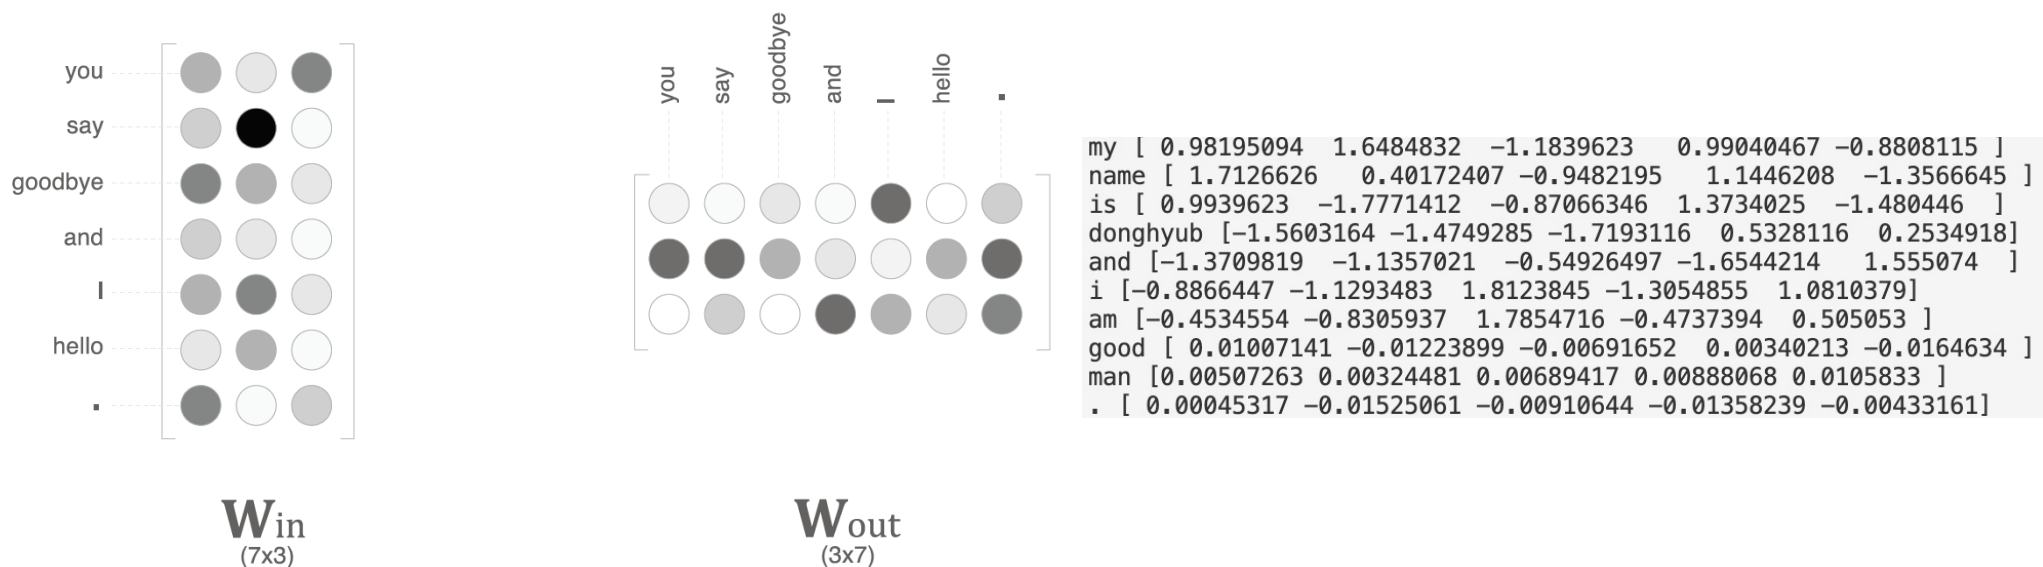 you
say
goodbye
and
I
hello
.
Win
(7x3)
you
say
goodbye
and
I
hello
.
Wout
(3x7)
my [ 0.98195094  1.6484832  -1.1839623   0.99040467 -0.8808115 ]
name [ 1.7126626   0.40172407 -0.9482195   1.1446208  -1.3566645 ]
is [ 0.9939623  -1.7771412  -0.87066346  1.3734025  -1.480446  ]
donghyub [-1.5603164 -1.4749285 -1.7193116  0.5328116  0.2534918]
and [-1.3709819  -1.1357021  -0.54926497 -1.6544214   1.555074  ]
i [-0.8866447 -1.1293483  1.8123845 -1.3054855  1.0810379]
am [-0.4534554 -0.8305937  1.7854716 -0.4737394  0.505053 ]
good [ 0.01007141 -0.01223899 -0.00691652  0.00340213 -0.0164634 ]
man [0.00507263 0.00324481 0.00689417 0.00888068 0.0105833 ]
. [ 0.00045317 -0.01525061 -0.00910644 -0.01358239 -0.00433161]